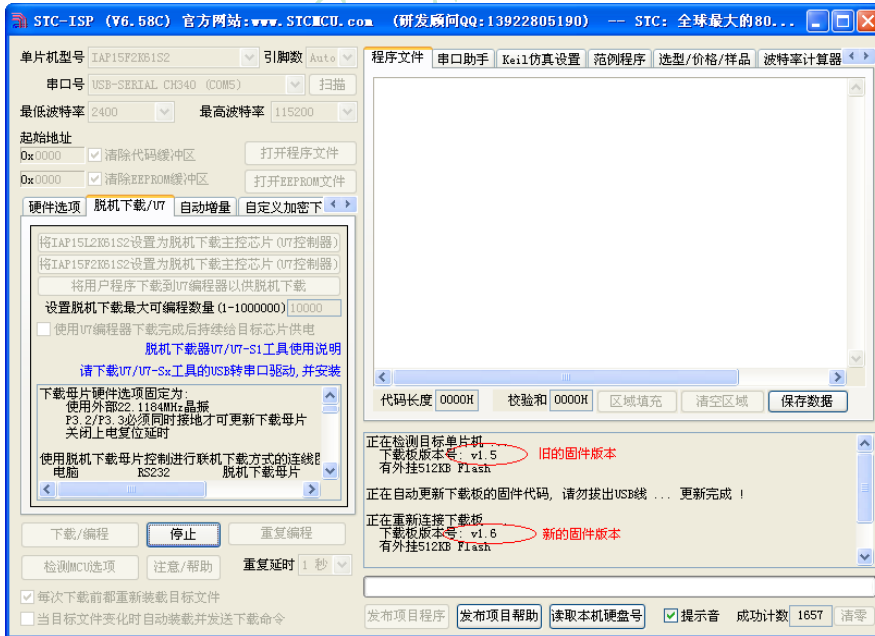 STC-ISP (V6.58C) 官方网站:www.STCMCU.com (研发顾问QQ:13922805190) -- STC: 全球最大的80...
单片机型号 IAP15F2K61S2 引脚数 Auto
串口号 USB-SERIAL CH340 (COM5) 扫描
最低波特率 2400 最高波特率 115200
起始地址
0x0000 清除代码缓冲区 打开程序文件
0x0000 清除EEPROM缓冲区 打开EEPROM文件
硬件选项 脱机下载/U7 自动增量 自定义加密下
将IAP15L2K61S2设置为脱机下载主控芯片(U7控制器)
将IAP15F2K61S2设置为脱机下载主控芯片(U7控制器)
将用户程序下载到U7编程器以供脱机下载
设置脱机下载最大可编程数量(1-1000000) 10000
使用U7编程器下载完成后持续给目标芯片供电
脱机下载器U7/U7-S1工具使用说明
请下载U7/U7-Sx工具的USB转串口驱动,并安装
下载母片硬件选项固定为:
使用外部22.1184MHz晶振
P3.2/P3.3必须同时接地才可更新下载母片
关闭上电复位延时
使用脱机下载母片控制进行联机下载方式的连线
电脑 RS232 脱机下载母片
下载/编程 停止 重复编程
检测MCU选项 注意/帮助 重复延时 1 秒
每次下载前都重新装载目标文件
当目标文件变化时自动装载并发送下载命令
程序文件 串口助手 Keil仿真设置 范例程序 选型/价格/样品 波特率计算器
代码长度 0000H 校验和 0000H 区域填充 清空区域 保存数据
正在检测目标单片机 ...
下载板版本号: v1.5 旧的固件版本
有外挂512KB Flash
正在自动更新下载板的固件代码, 请勿拔出USB线 ... 更新完成 !
正在重新连接下载板
下载板版本号: v1.6 新的固件版本
有外挂512KB Flash
发布项目程序 发布项目帮助 读取本机硬盘号 提示音 成功计数 1657 清零